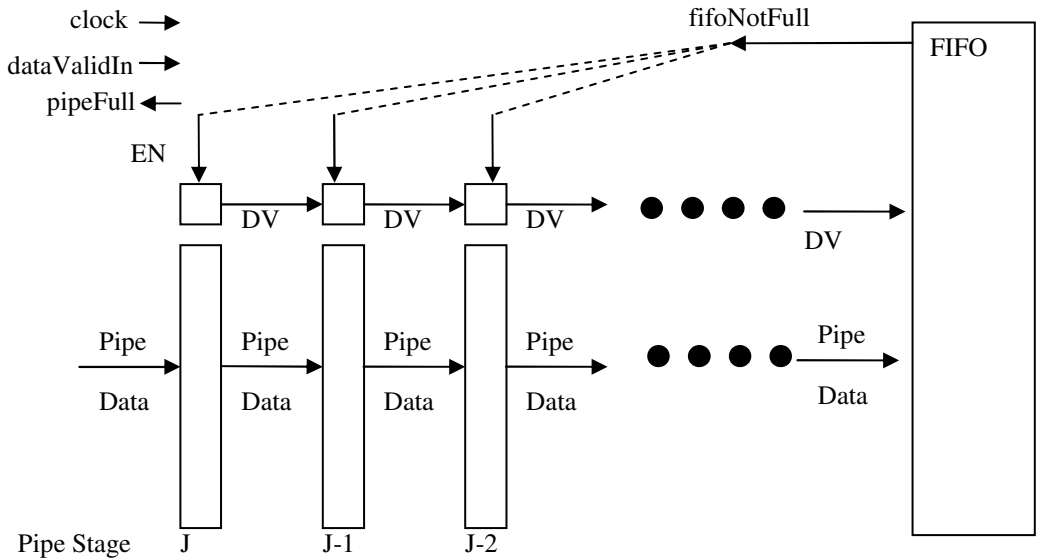 clock
fifoNotFull
FIFO
dataValidIn
pipeFull
EN
DV
DV
DV
DV
Pipe
Pipe
Pipe
Pipe
Pipe
Data
Data
Data
Data
Data
Pipe Stage
J
J-1
J-2